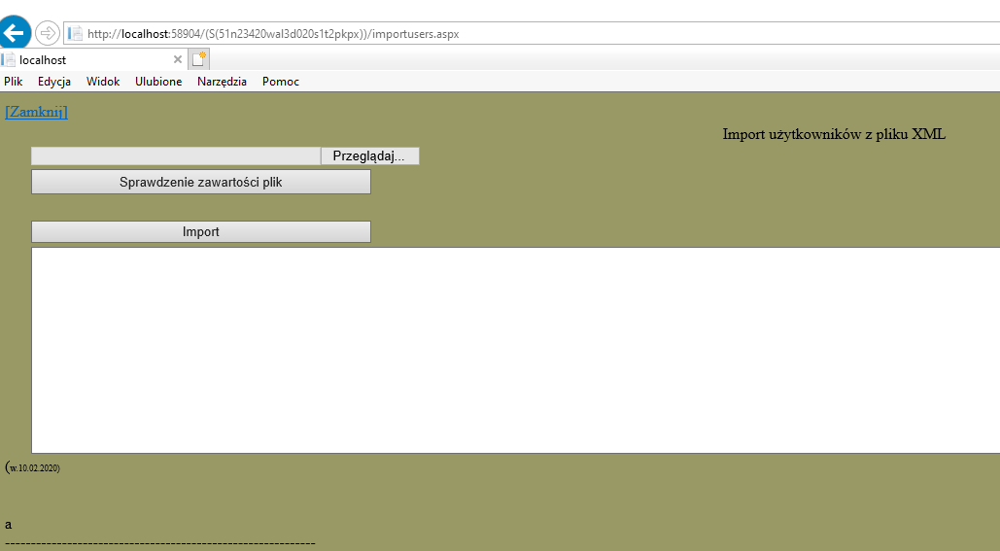 http://localhost:58904/(S(51n23420wal3d020s1t2pkpx))/importusers.aspx
localhost
Plik Edycja Widok Ulubione Narzędzia Pomoc
[Zamknij]
Import użytkowników z pliku XML
Przeglądaj...
Sprawdzenie zawartości plik
Import
(w.10.02.2020)
a
-------------------------------------------------------------